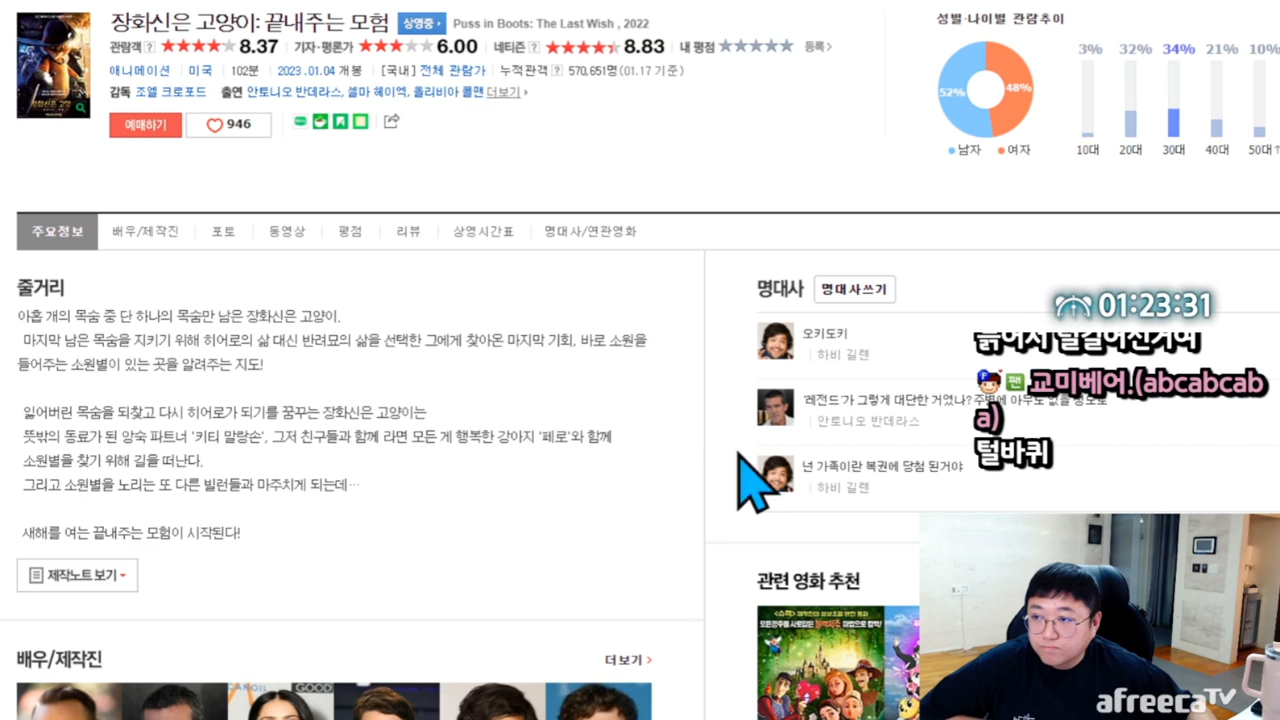 장화신은 고양이: 끝내주는 모험 상영중 Puss in Boots: The Last Wish , 2022
관람객 8.37 기자·평론가 6.00 네티즌 8.83 내 평점 등록
애니메이션 미국 102분 2023 .01.04 개봉 [국내] 전체 관람가 누적관객 570,651명(01.17 기준)
감독 조엘 크로포드 출연 안토니오 반데라스, 셀마 헤이엑, 올리비아 콜맨 더보기
예매하기 946
성별·나이별 관람추이
3% 32% 34% 21% 10%
52% 48%
남자 여자
10대 20대 30대 40대 50대
주요정보 배우/제작진 포토 동영상 평점 리뷰 상영시간표 명대사/연관영화
줄거리
아홉 개의 목숨 중 단 하나의 목숨만 남은 장화신은 고양이.
마지막 남은 목숨을 지키기 위해 히어로의 삶 대신 반려묘의 삶을 선택한 그에게 찾아온 마지막 기회, 바로 소원을
들어주는 소원별이 있는 곳을 알려주는 지도!
잃어버린 목숨을 되찾고 다시 히어로가 되기를 꿈꾸는 장화신은 고양이는
뜻밖의 동료가 된 앙숙 파트너 '키티 말랑손', 그저 친구들과 함께 라면 모든 게 행복한 강아지 '페로'와 함께
소원별을 찾기 위해 길을 떠난다.
그리고 소원별을 노리는 또 다른 빌런들과 마주치게 되는데…
새해를 여는 끝내주는 모험이 시작된다!
제작노트 보기
배우/제작진 더보기
GOOD
명대사 명대사쓰기
오키도키
하비 길렌
'레전드'가 그렇게 대단한 거였나? 주변에 아무도 없을 정도로
안토니오 반데라스
넌 가족이란 복권에 당첨 된거야
하비 길렌
관련 영화 추천
01:23:31
팬 교미베어.(abcabcab
a)
털바퀴
afreecaTV